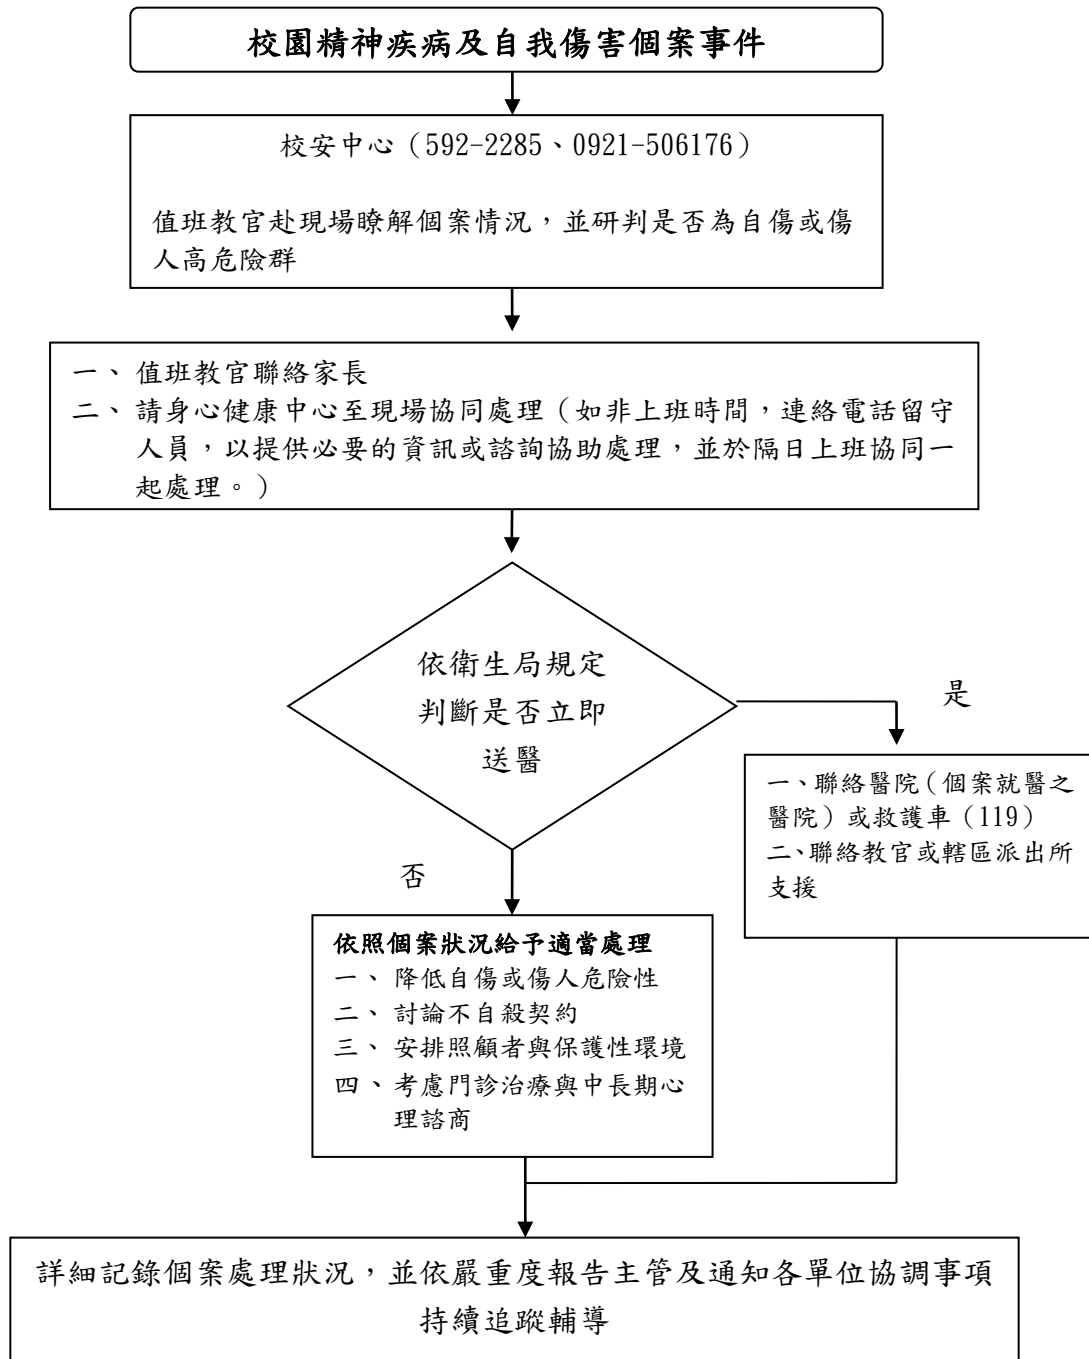 校園精神疾病及自我傷害個案事件
校安中心（592-2285、0921-506176）
值班教官赴現場瞭解個案情況，並研判是否為自傷或傷
人高危險群
一、 值班教官聯絡家長
二、 請身心健康中心至現場協同處理（如非上班時間，連絡電話留守
人員，以提供必要的資訊或諮詢協助處理，並於隔日上班協同一
起處理。）
依衛生局規定
判斷是否立即
送醫
是
一、聯絡醫院（個案就醫之
醫院）或救護車（119）
二、聯絡教官或轄區派出所
支援
否
依照個案狀況給予適當處理
一、 降低自傷或傷人危險性
二、 討論不自殺契約
三、 安排照顧者與保護性環境
四、 考慮門診治療與中長期心
理諮商
詳細記錄個案處理狀況，並依嚴重度報告主管及通知各單位協調事項
持續追蹤輔導